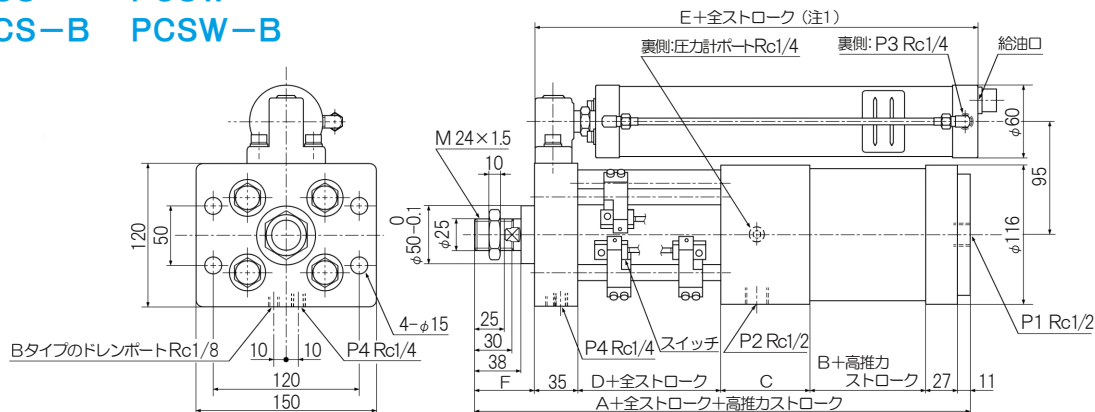 PCSW
PCS−B PCSW−B
E+全ストローク（注1）
裏側:圧力計ポートRc1/4
裏側:P3 Rc1/4
給油口
M 24×1.5
10
φ60
95
0
φ50-0.1
φ25
φ116
120
50
25
30
38
4-φ15
BタイプのドレンポートRc1/8
10
10
P4 Rc1/4
120
150
P4 Rc1/4
スイッチ
P2 Rc1/2
P1 Rc1/2
F
35
D+全ストローク
C
B+高推力
ストローク
27
11
A+全ストローク+高推力ストローク